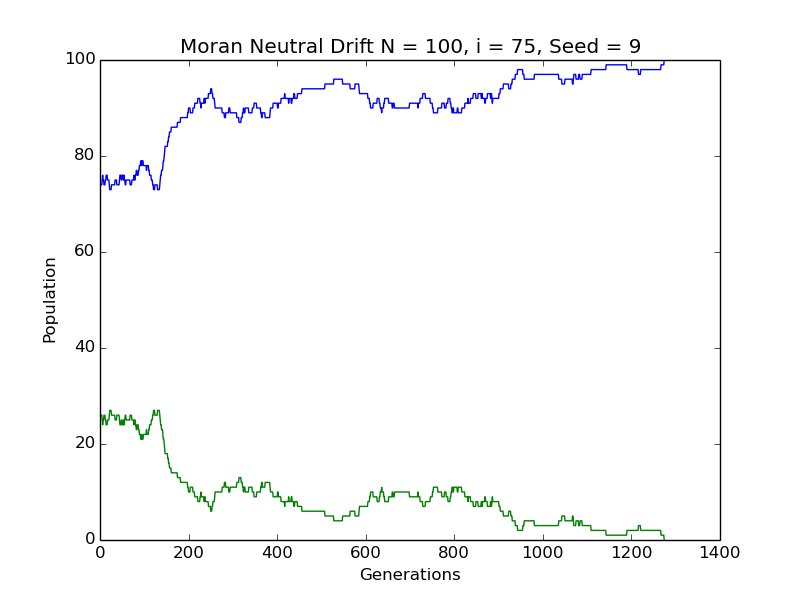 Moran Neutral Drift N = 100, i = 75, Seed = 9
100
80
60
40
20
0
Population
0 200 400 600 800 1000 1200 1400
Generations